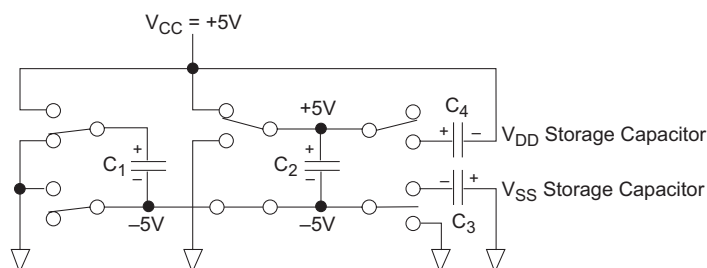 V_CC = +5V
+5V
C_4
+ −
V_DD Storage Capacitor
+
C_1
−
+
C_2
−
− +
V_SS Storage Capacitor
C_3
−5V
−5V